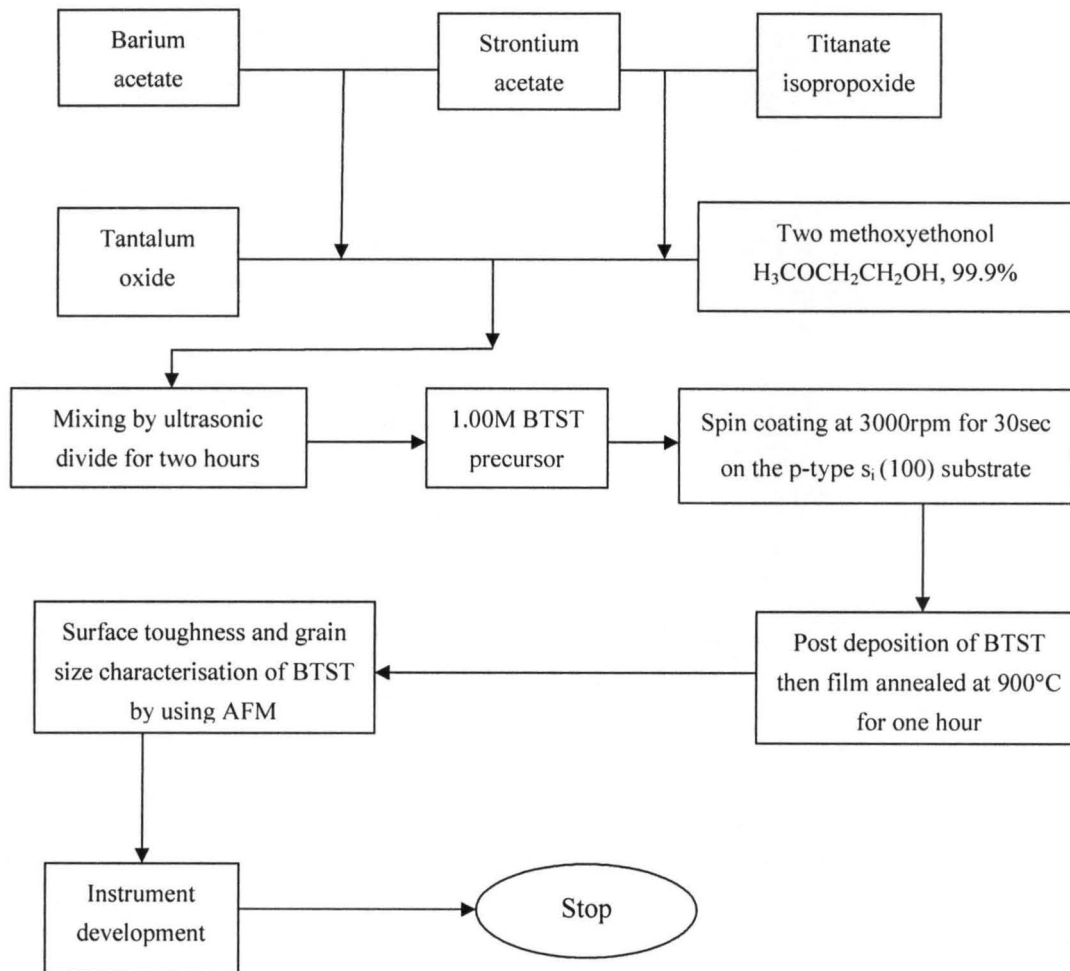 Barium
acetate
Strontium
acetate
Titanate
isopropoxide
Tantalum
oxide
Two methoxyethonol
H₃COCH₂CH₂OH, 99.9%
Mixing by ultrasonic
divide for two hours
1.00M BTST
precursor
Spin coating at 3000rpm for 30sec
on the p-type sᵢ (100) substrate
Surface toughness and grain
size characterisation of BTST
by using AFM
Post deposition of BTST
then film annealed at 900°C
for one hour
Instrument
development
Stop